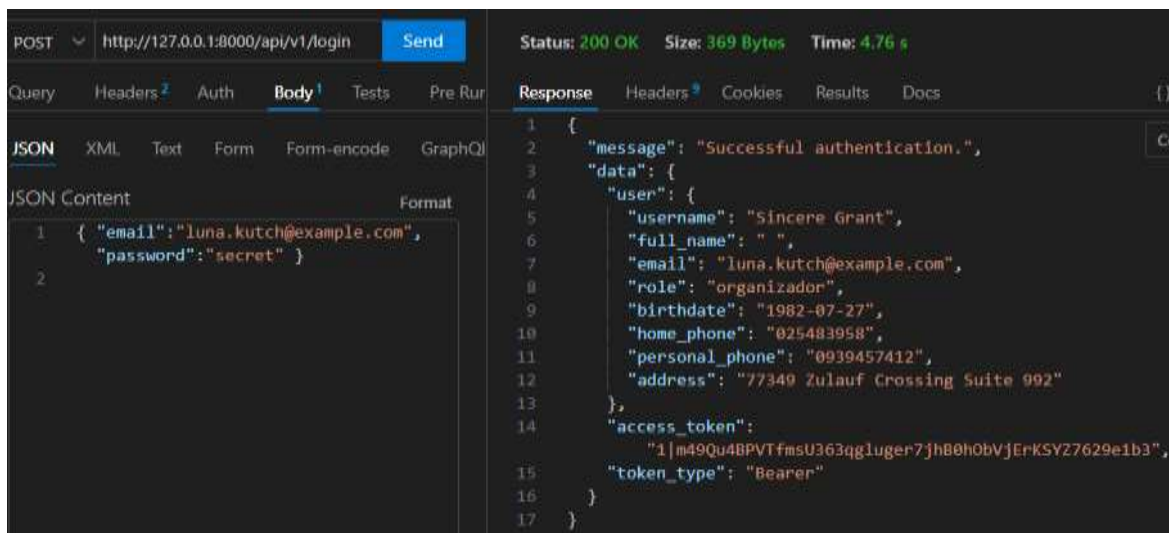 POST http://127.0.0.1:8000/api/v1/login Send
Query Headers 2 Auth Body 1 Tests Pre Run
JSON XML Text Form Form-encode GraphQl
JSON Content Format
1 { "email":"luna.kutch@example.com",
"password":"secret" }
2
Status: 200 OK Size: 369 Bytes Time: 4.76 s
Response Headers 9 Cookies Results Docs {}
1 {
2 "message": "Successful authentication.",
3 "data": {
4 "user": {
5 "username": "Sincere Grant",
6 "full_name": " ",
7 "email": "luna.kutch@example.com",
8 "role": "organizador",
9 "birthdate": "1982-07-27",
10 "home_phone": "025483958",
11 "personal_phone": "0939457412",
12 "address": "77349 Zulauf Crossing Suite 992"
13 },
14 "access_token":
"1|m49Qu4BPVTfmsU363qgluger7jhB0hObVjErKSYZ7629e1b3",
15 "token_type": "Bearer"
16 }
17 }